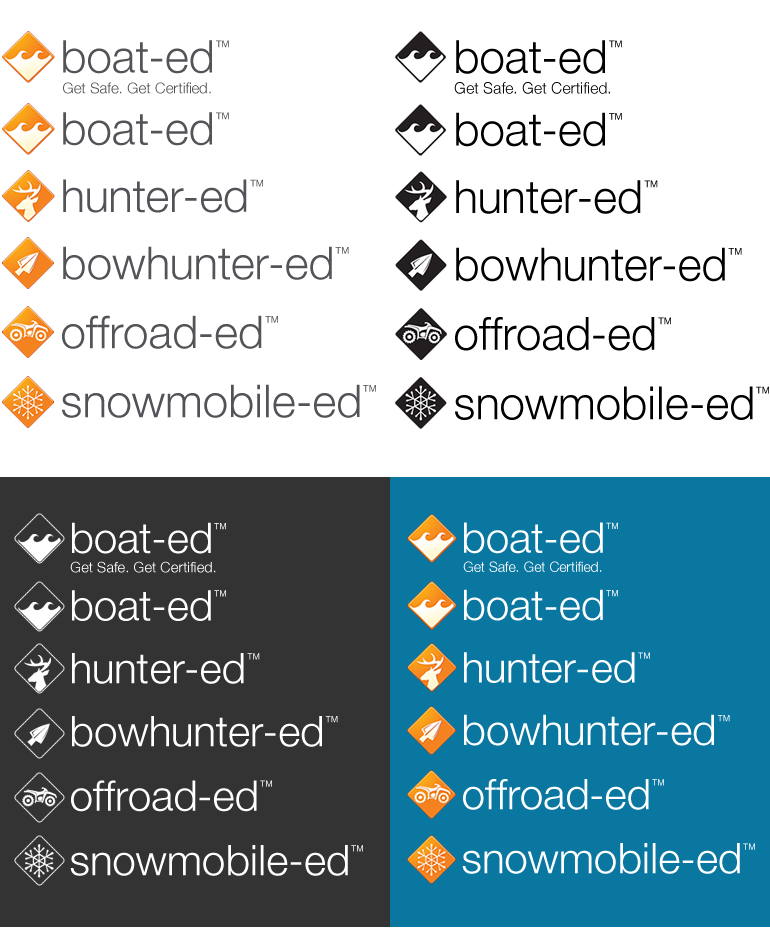 boat-ed™
Get Safe. Get Certified.
boat-ed™
hunter-ed™
bowhunter-ed™
offroad-ed™
snowmobile-ed™
boat-ed™
Get Safe. Get Certified.
boat-ed™
hunter-ed™
bowhunter-ed™
offroad-ed™
snowmobile-ed™
boat-ed™
Get Safe. Get Certified.
boat-ed™
hunter-ed™
bowhunter-ed™
offroad-ed™
snowmobile-ed™
boat-ed™
Get Safe. Get Certified.
boat-ed™
hunter-ed™
bowhunter-ed™
offroad-ed™
snowmobile-ed™